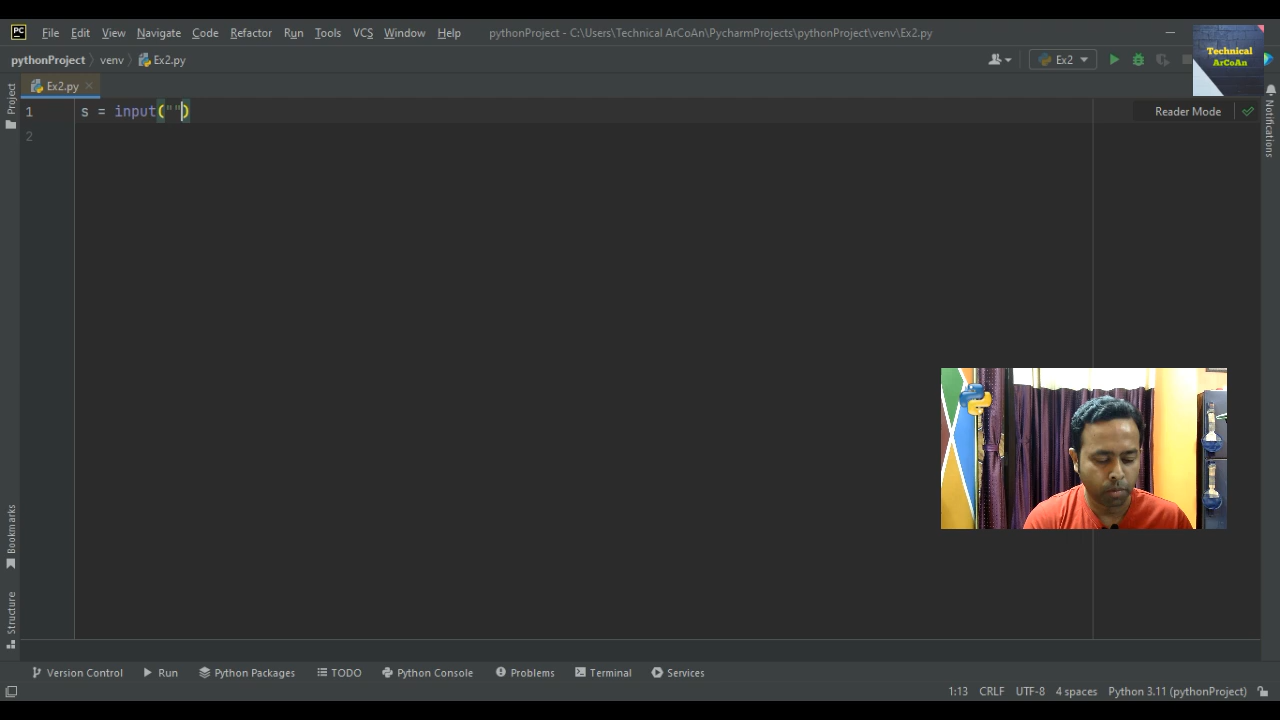 PC File Edit View Navigate Code Refactor Run Tools VCS Window Help pythonProject - C:\Users\Technical ArCoAn\PycharmProjects\pythonProject\venv\Ex2.py
Technical
ArCoAn
pythonProject venv Ex2.py Ex2
Project
Ex2.py
Notifications
1 s = input("")
Reader Mode
2
Bookmarks
Structure
Version Control Run Python Packages TODO Python Console Problems Terminal Services
1:13 CRLF UTF-8 4 spaces Python 3.11 (pythonProject)